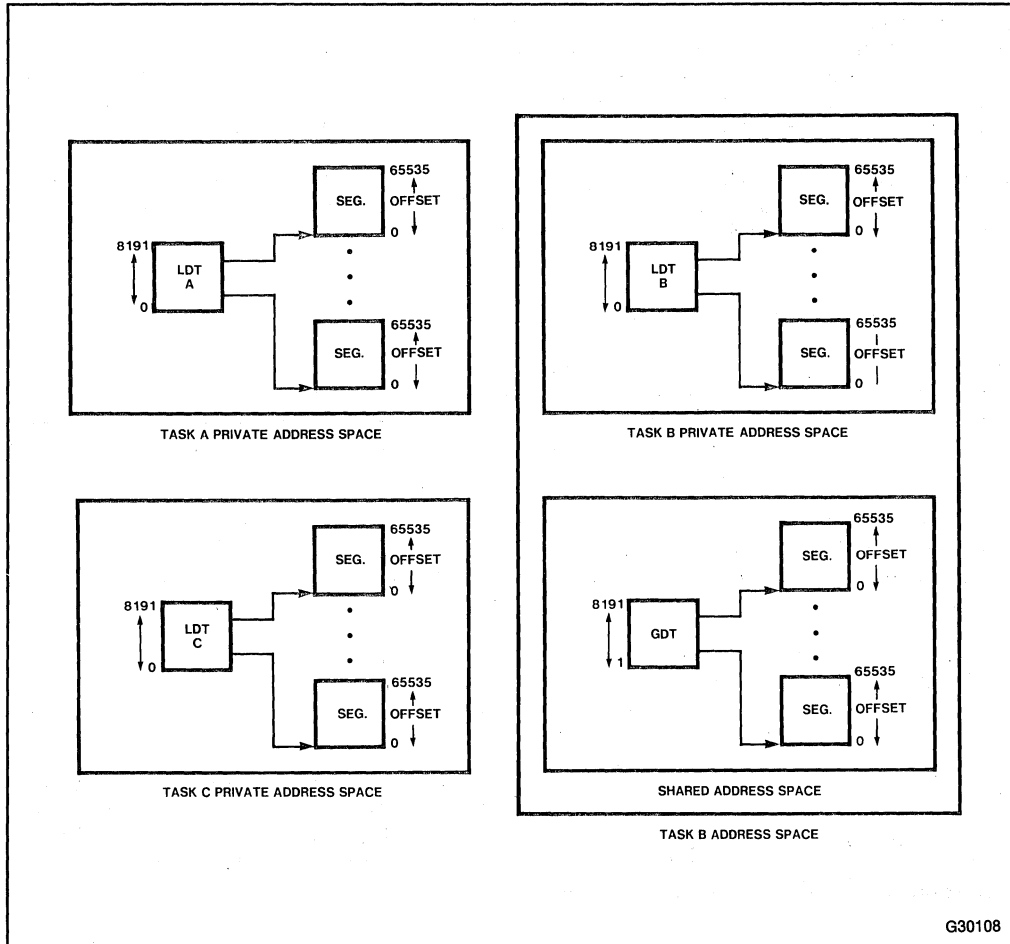 65535
SEG.
OFFSET
0
8191
LDT
A
0
65535
SEG.
OFFSET
0
TASK A PRIVATE ADDRESS SPACE
65535
SEG.
OFFSET
0
8191
LDT
B
0
65535
SEG.
OFFSET
0
TASK B PRIVATE ADDRESS SPACE
65535
SEG.
OFFSET
0
8191
LDT
C
0
65535
SEG.
OFFSET
0
TASK C PRIVATE ADDRESS SPACE
65535
SEG.
OFFSET
0
8191
GDT
1
65535
SEG.
OFFSET
0
SHARED ADDRESS SPACE
TASK B ADDRESS SPACE
G30108